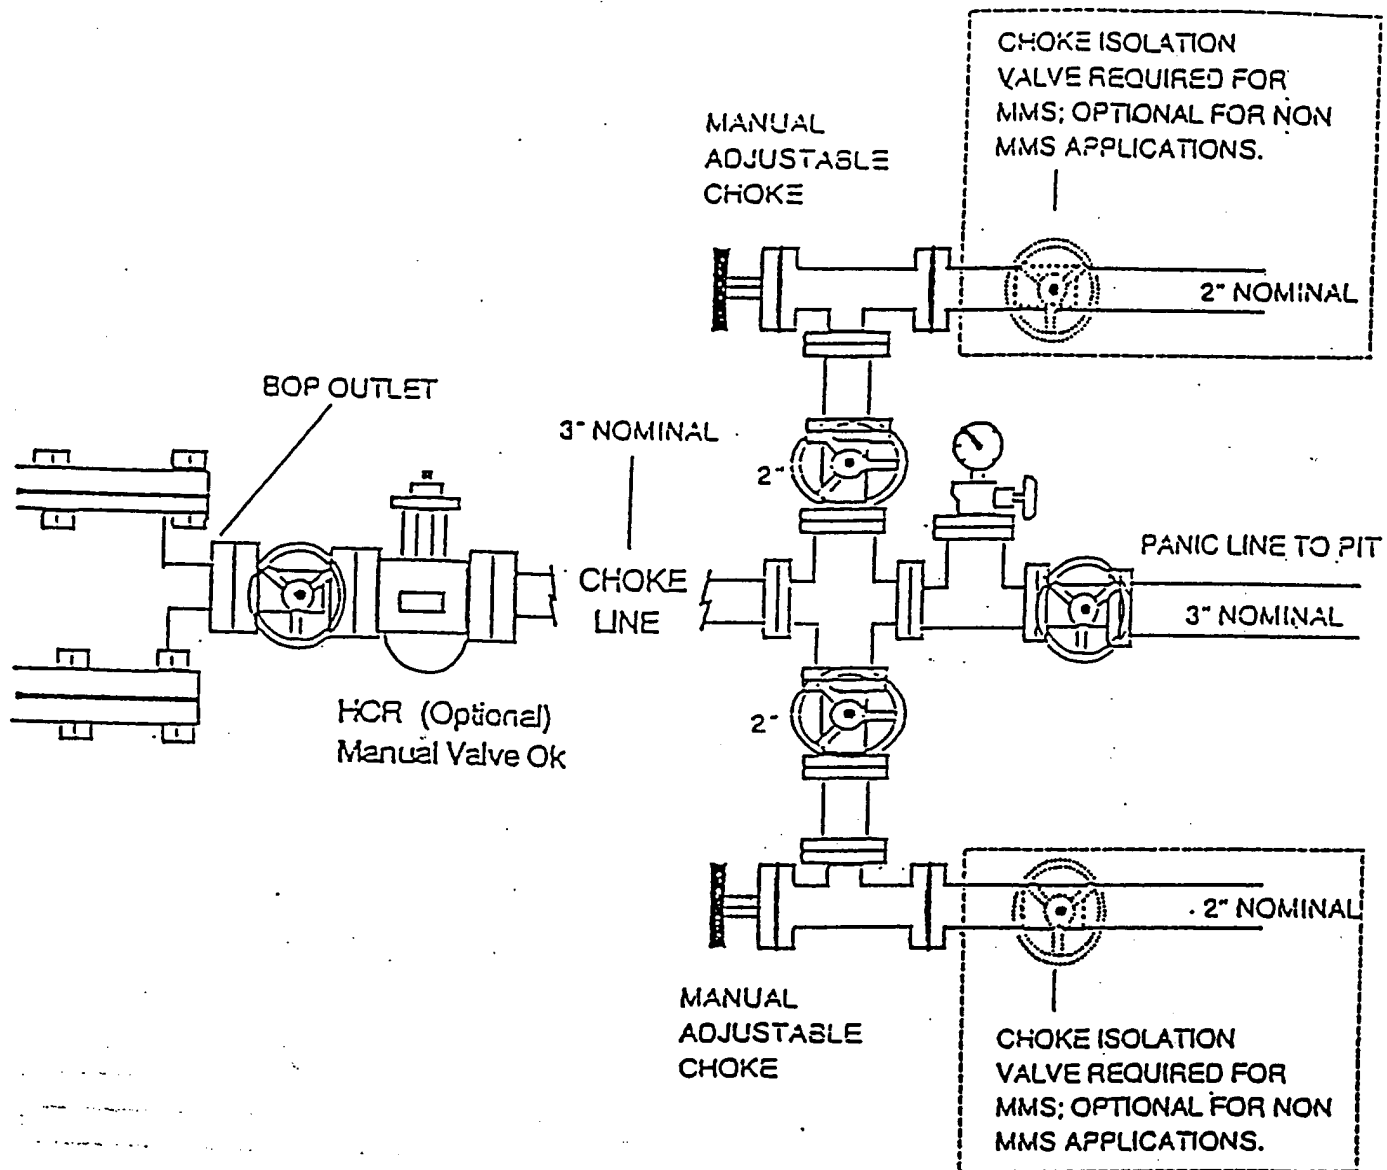 CHOKE ISOLATION
VALVE REQUIRED FOR
MMS; OPTIONAL FOR NON
MMS APPLICATIONS.
MANUAL
ADJUSTABLE
CHOKE
2" NOMINAL
BOP OUTLET
3" NOMINAL
2"
PANIC LINE TO PIT
CHOKE
LINE
3" NOMINAL
HCR (Optional)
Manual Valve Ok
2"
2" NOMINAL
MANUAL
ADJUSTABLE
CHOKE
CHOKE ISOLATION
VALVE REQUIRED FOR
MMS; OPTIONAL FOR NON
MMS APPLICATIONS.